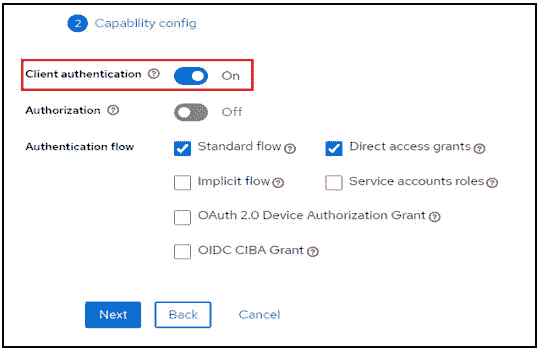 2 Capability config
Client authentication ? On
Authorization ? Off
Authentication flow Standard flow ? Direct access grants ?
Implicit flow ? Service accounts roles ?
OAuth 2.0 Device Authorization Grant ?
OIDC CIBA Grant ?
Next Back Cancel